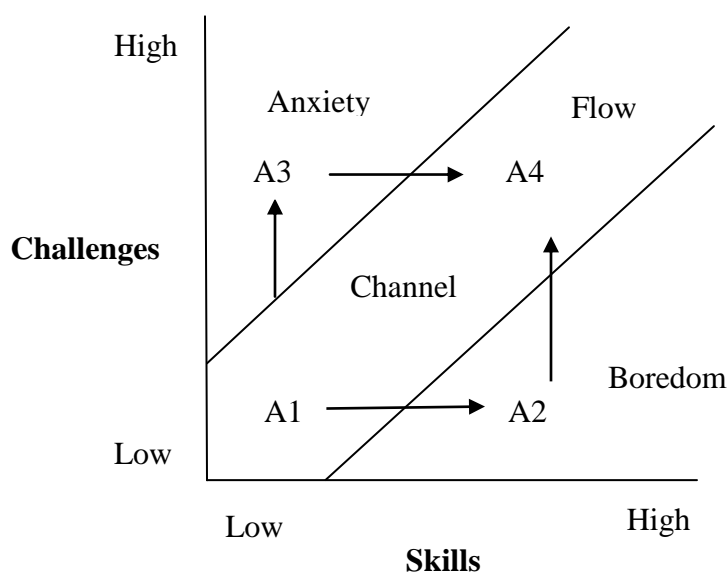 High
Anxiety
Flow
A3
A4
Challenges
Channel
Boredom
A1
A2
Low
Low
High
Skills